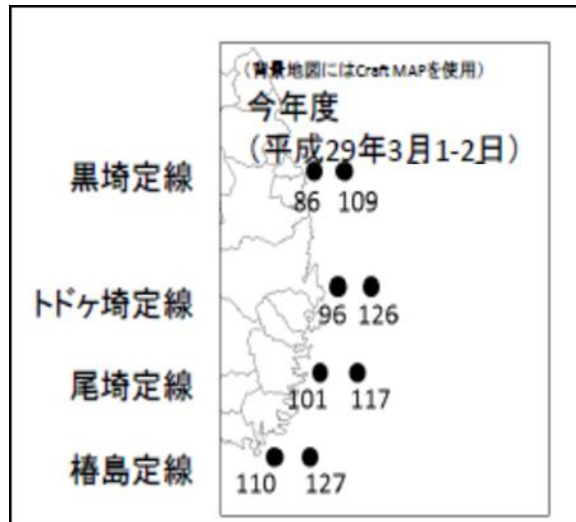 （背景地図にはCraft MAPを使用）
今年度
（平成29年3月1-2日）
黒埼定線
86 109
トドヶ埼定線
96 126
尾埼定線
101 117
椿島定線
110 127